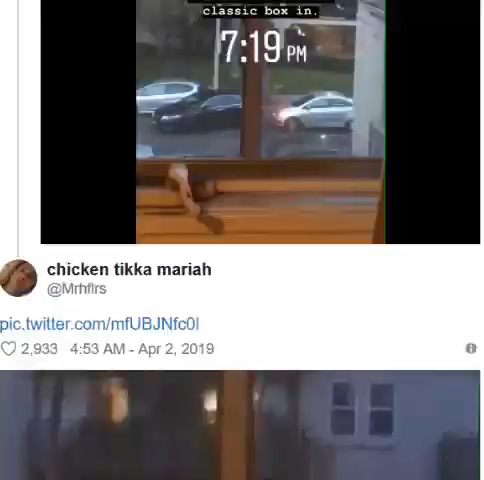 classic box in.
7:19 PM
chicken tikka mariah
@Mrhflrs
pic.twitter.com/mfUBJNfc0l
2,933 4:53 AM - Apr 2, 2019